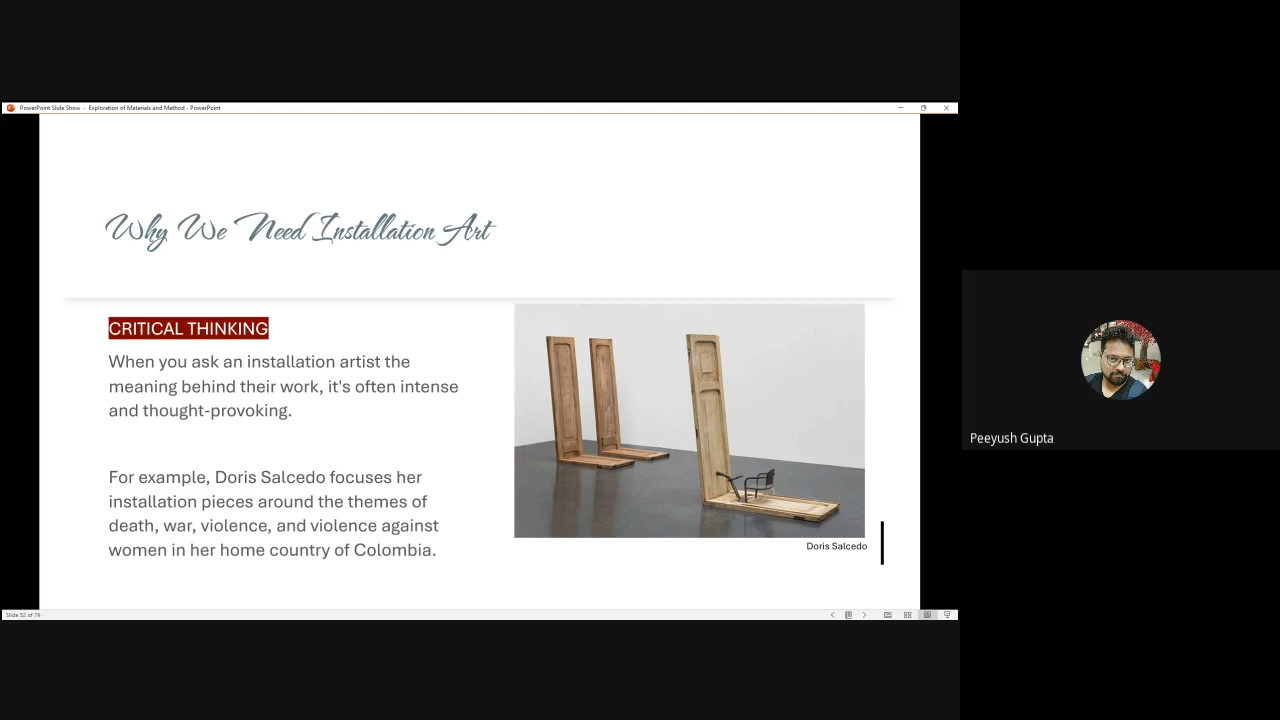 PowerPoint Slide Show - Exploration of Materials and Method - PowerPoint
Why We Need Installation Art
CRITICAL THINKING
When you ask an installation artist the
meaning behind their work, it's often intense
and thought-provoking.
For example, Doris Salcedo focuses her
installation pieces around the themes of
death, war, violence, and violence against
women in her home country of Colombia.
Doris Salcedo
Peeyush Gupta
Slide 52 of 79